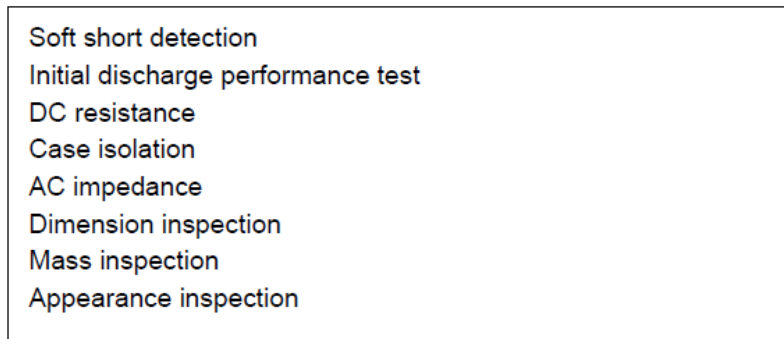 Soft short detection
Initial discharge performance test
DC resistance
Case isolation
AC impedance
Dimension inspection
Mass inspection
Appearance inspection